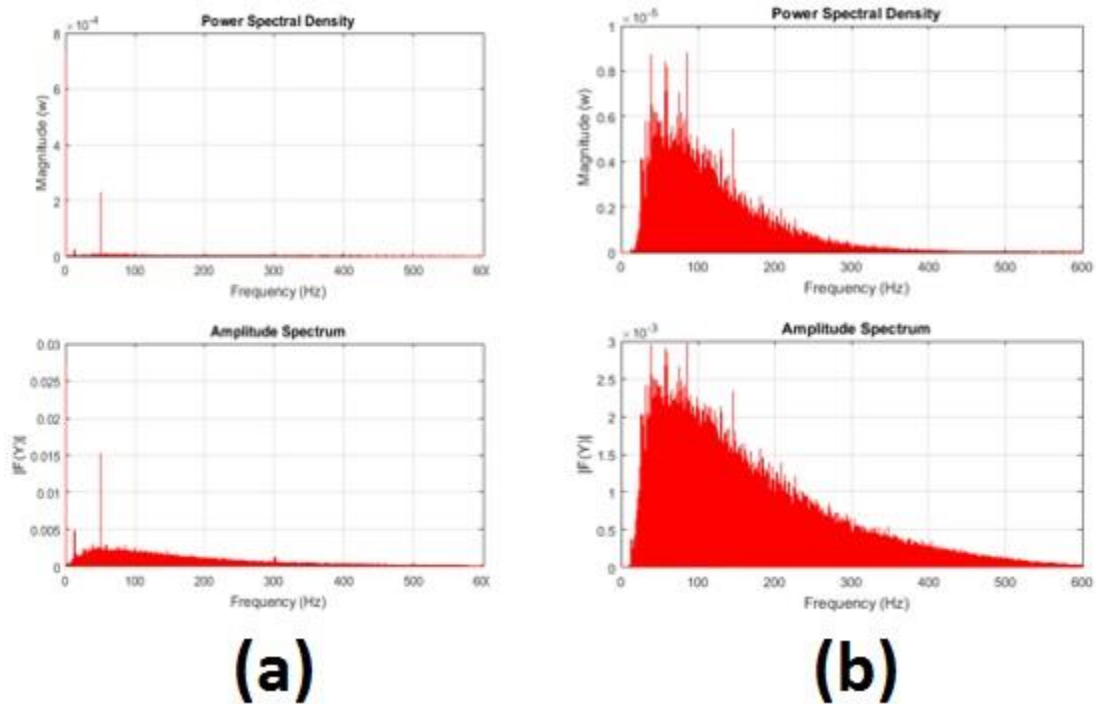 Power Spectral Density
× 10⁻⁴
8
6
4
2
0
Magnitude (w)
0 100 200 300 400 500 600
Frequency (Hz)
Amplitude Spectrum
0.03
0.025
0.02
0.015
0.01
0.005
0
|F(Y)|
0 100 200 300 400 500 600
Frequency (Hz)
(a)
Power Spectral Density
× 10⁻⁵
1
0.8
0.6
0.4
0.2
0
Magnitude (w)
0 100 200 300 400 500 600
Frequency (Hz)
Amplitude Spectrum
× 10⁻³
3
2.5
2
1.5
1
0.5
0
|F(Y)|
0 100 200 300 400 500 600
Frequency (Hz)
(b)